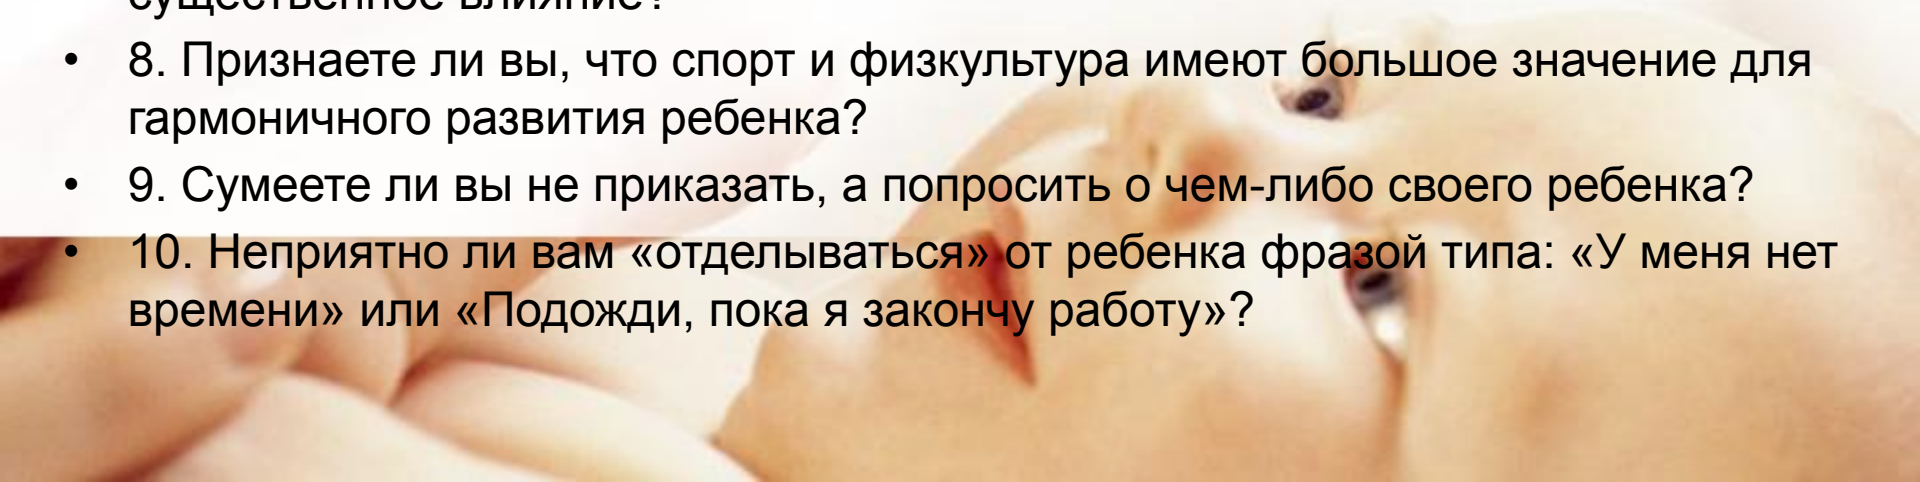 существенное влияние?
• 8. Признаете ли вы, что спорт и физкультура имеют большое значение для
гармоничного развития ребенка?
• 9. Сумеете ли вы не приказать, а попросить о чем-либо своего ребенка?
• 10. Неприятно ли вам «отделываться» от ребенка фразой типа: «У меня нет
времени» или «Подожди, пока я закончу работу»?